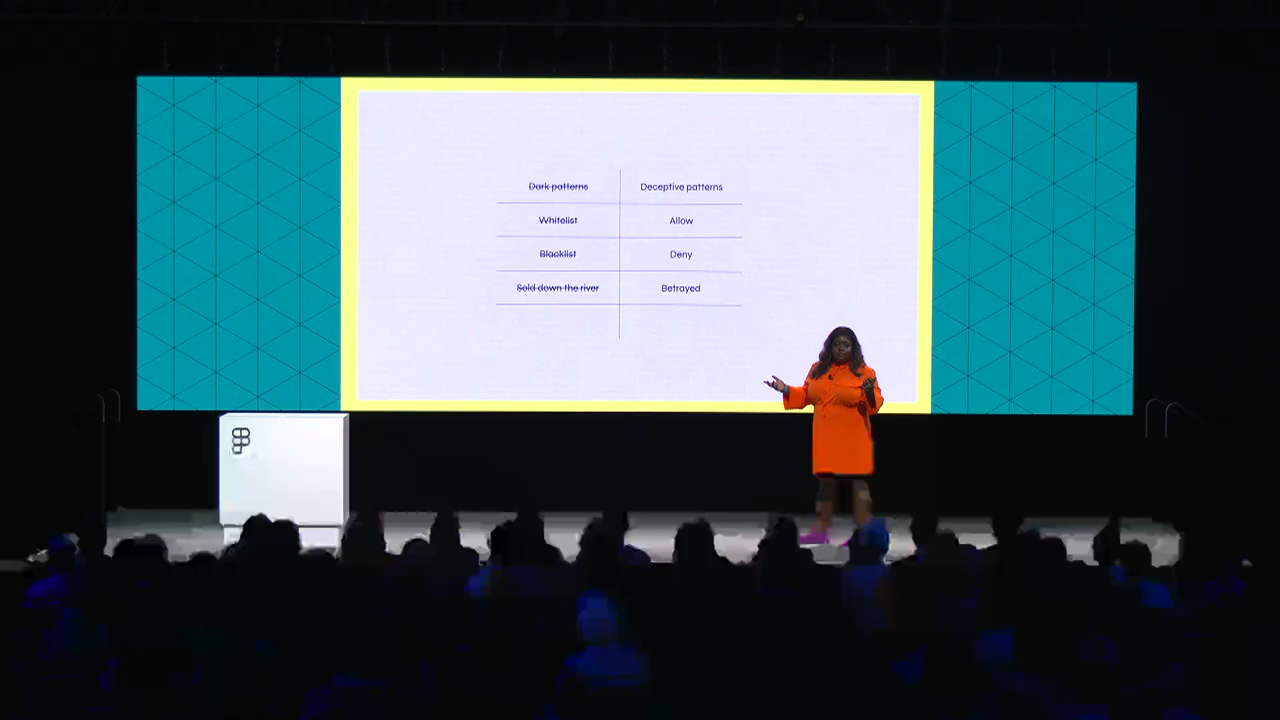 Dark patterns Deceptive patterns
Whitelist Allow
Blacklist Deny
Sold down the river Betrayed